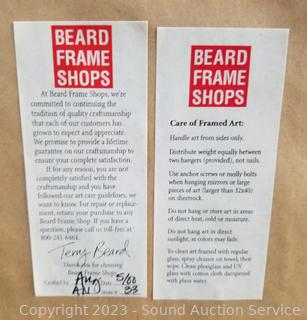 BEARD
FRAME
SHOPS
At Beard Frame Shops, we're
committed to continuing the
tradition of quality craftsmanship
that each of our customers has
grown to expect and appreciate.
We promise to provide a lifetime
guarantee on our craftsmanship to
ensure your complete satisfaction.
If for any reason, you are not
completely satisfied with the
craftsmanship and you have
followed our art care guidelines, we
want to know. For repair or replace-
ment, return your purchase to any
Beard Frame Shop. If you have a
question, please call us toll-free at
Terry Beard
Thank you for choosing
Beard Frame Shops.
Crafted by
Date 5/00
BEARD
FRAME
SHOPS
Care of Framed Art:
Handle art from sides only.
Distribute weight equally between
two hangers (provided), not nails.
Use anchor screws or molly bolts
when hanging mirrors or large
pieces of art (larger than 32x40)
on sheetrock.
Do not hang or store art in areas
of direct heat, cold or moisture.
Do not hang art in direct
sunlight, as colors may fade.
To clean art framed with regular
glass, spray cleaner on towel, then
wipe. Clean plexiglass and UV
glass with cotton cloth dampened
with plain water.
Copyright 2023 - Sunday Estates